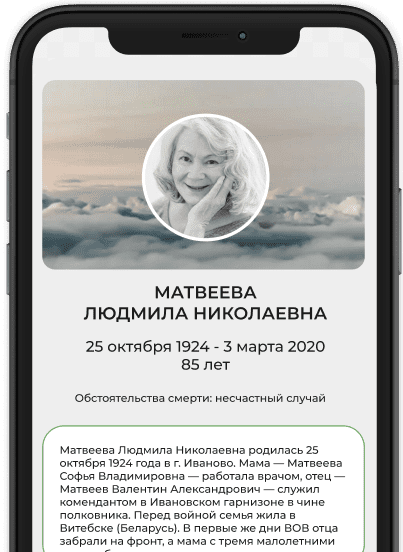 МАТВЕЕВА
ЛЮДМИЛА НИКОЛАЕВНА
25 октября 1924 - 3 марта 2020
85 лет
Обстоятельства смерти: несчастный случай
Матвеева Людмила Николаевна родилась 25
октября 1924 года в г. Иваново. Мама — Матвеева
Софья Владимировна — работала врачом, отец —
Матвеев Валентин Александрович — служил
комендантом в Ивановском гарнизоне в чине
полковника. Перед войной семья жила в
Витебске (Беларусь). В первые же дни ВОВ отца
забрали на фронт, а мама с тремя малолетними